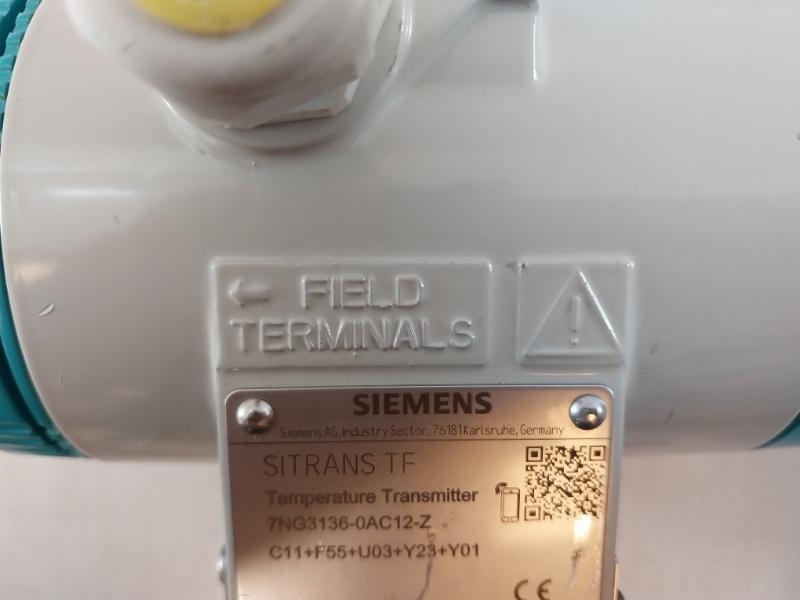 ← FIELD
TERMINALS
!
SIEMENS
Siemens AG, Industry Sector, 76181 Karlsruhe, Germany
SITRANS TF
Temperature Transmitter
7NG3136-0AC12-Z
C11+F55+U03+Y23+Y01
CE